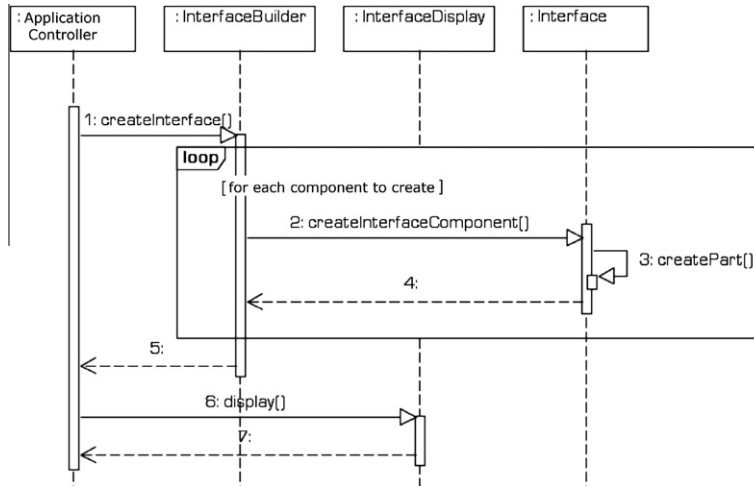 : Application
Controller
: InterfaceBuilder
: InterfaceDisplay
: Interface
1: createInterface()
loop
[for each component to create ]
2: createInterfaceComponent()
3: createPart()
4:
5:
6: display()
7: